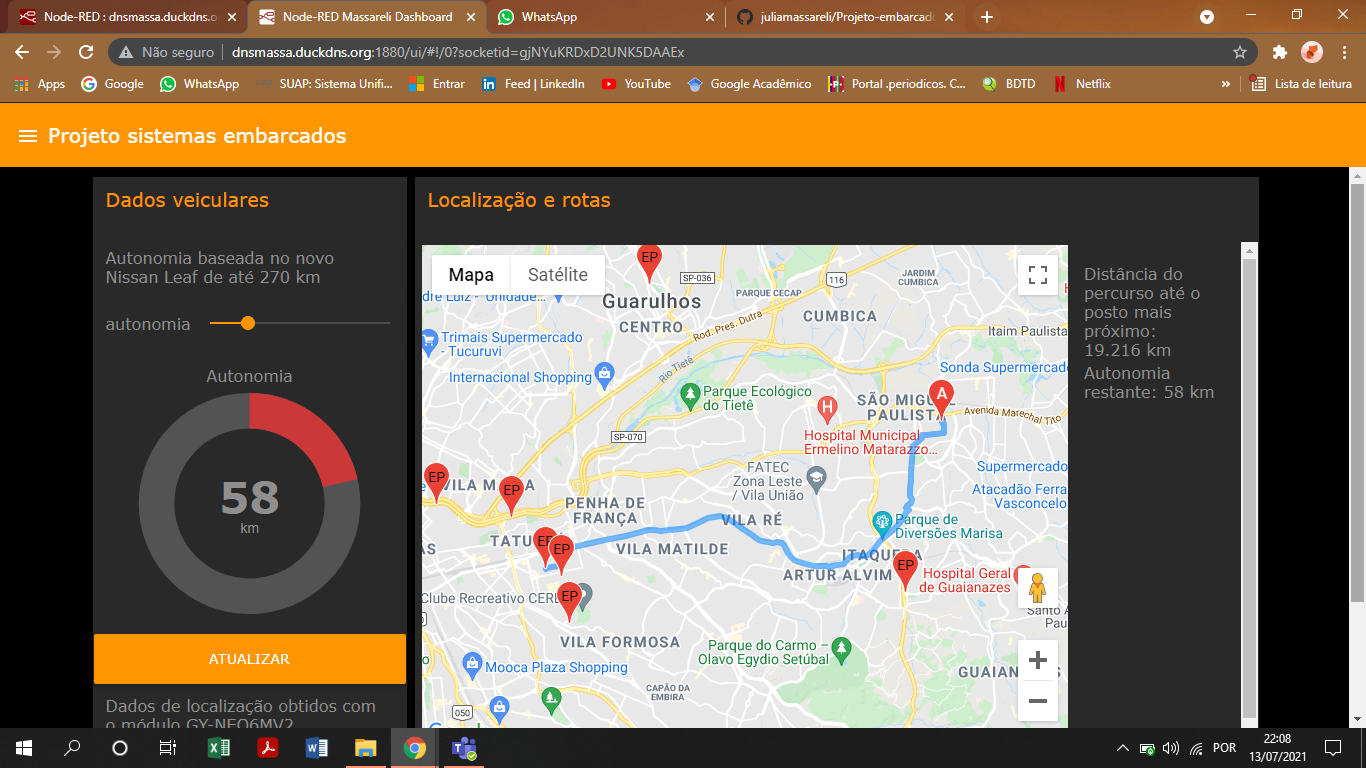 Node-RED : dnsmassa.duckdns.o
Node-RED Massareli Dashboard
WhatsApp
juliamassareli/Projeto-embarcado
Não seguro
dnsmassa.duckdns.org:1880/ui/#!/0?socketid=gjNYuKRDxD2UNK5DAAEx
Apps
Google
WhatsApp
SUAP: Sistema Unifi...
Entrar
Feed | LinkedIn
YouTube
Google Acadêmico
Portal .periodicos. C...
BDTD
Netflix
»
Lista de leitura
Projeto sistemas embarcados
Dados veiculares
Autonomia baseada no novo
Nissan Leaf de até 270 km
autonomia
Autonomia
58
km
ATUALIZAR
Dados de localização obtidos com
o módulo GY-NEO6MV2
Localização e rotas
Mapa
Satélite
EP
SP-036
116
JARDIM
CUMBICA
dre Luiz - Unidade...
Guarulhos
PARQUE CECAP
CENTRO
Rod. Pres. Dutra
CUMBICA
Itaim Paulista
Trimais Supermercado
- Tucuruvi
Rio Tietê
Sonda Supermercado
Internacional Shopping
Parque Ecológico
do Tietê
A
SÃO MIGUEL
PAULISTA
Avenida Marechal Tito
SP-070
Hospital Municipal
Ermelino Matarazzo...
EP
FATEC
Zona Leste
/ Vila União
Supermercado
EP
PENHA DE
FRANÇA
Atacadão Ferra
Vasconcelo
VILA RÉ
Parque de
Diversões Marisa
EP
EP
VILA MATILDE
ITAQUERA
EP
ARTUR ALVIM
Hospital Geral
de Guaianazes
EP
Clube Recreativo CERE
Santo A
Pau
VILA FORMOSA
Parque do Carmo –
Olavo Egydio Setúbal
Mooca Plaza Shopping
GUAIAN
CAPÃO DA
EMBIRA
050
Distância do
percurso até o
posto mais
próximo:
19.216 km
Autonomia
restante: 58 km
POR
22:08
13/07/2021